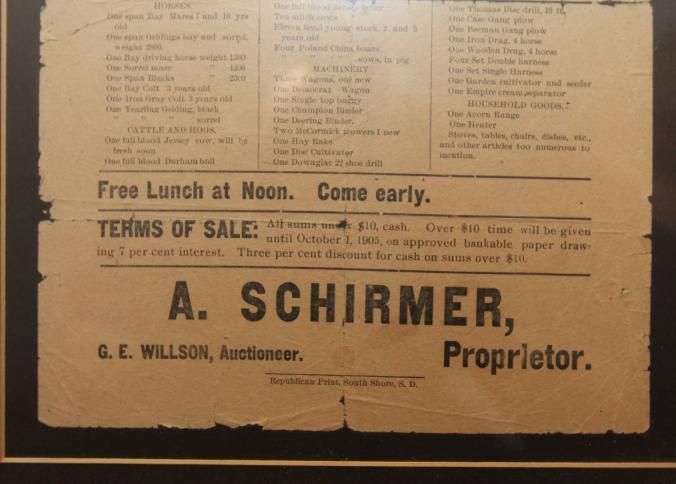 HORSES.
One span Bay Mares 7 and 10 yrs
old
One span Geldings bay and sorrel,
weight 2800.
One Bay driving horse weight 1300
One Sorrel mare " 1200
One Span Blacks " 2300
One Bay Colt 3 years old
One Iron Gray Colt 3 years old
One Yearling Gelding, black
" " " sorrel
CATTLE AND HOGS.
One full blood Jersey cow, will be
fresh soon
One full blood Durham bull
One full blood Jersey
Ten milch cows
Eleven head young stock, 2 and 3
years old
Four Poland China boars
" " " sows, in pig
MACHINERY
Three Wagons, one new
One Democrat Wagon
One Single top buggy
One Champion Binder
One Deering Binder.
Two McCormick mowers 1 new
One Hay Rake
One Disc Cultivator
One Dowagiac 22 shoe drill
One Thomas Disc drill, 10 ft.
One Case Gang plow
One Beeman Gang plow
One Iron Drag, 4 horse
One Wooden Drag, 4 horse
Four Set Double harness
One Set Single Harness
One Garden cultivator and seeder
One Empire cream separator
HOUSEHOLD GOODS.
One Acorn Range
One Heater
Stoves, tables, chairs, dishes, etc.,
and other articles too numerous to
mention.
Free Lunch at Noon. Come early.
TERMS OF SALE: All sums under $10, cash. Over $10 time will be given
until October 1, 1905, on approved bankable paper draw-
ing 7 per cent interest. Three per cent discount for cash on sums over $10.
A. SCHIRMER,
G. E. WILLSON, Auctioneer. Proprietor.
Republican Print, South Shore, S. D.